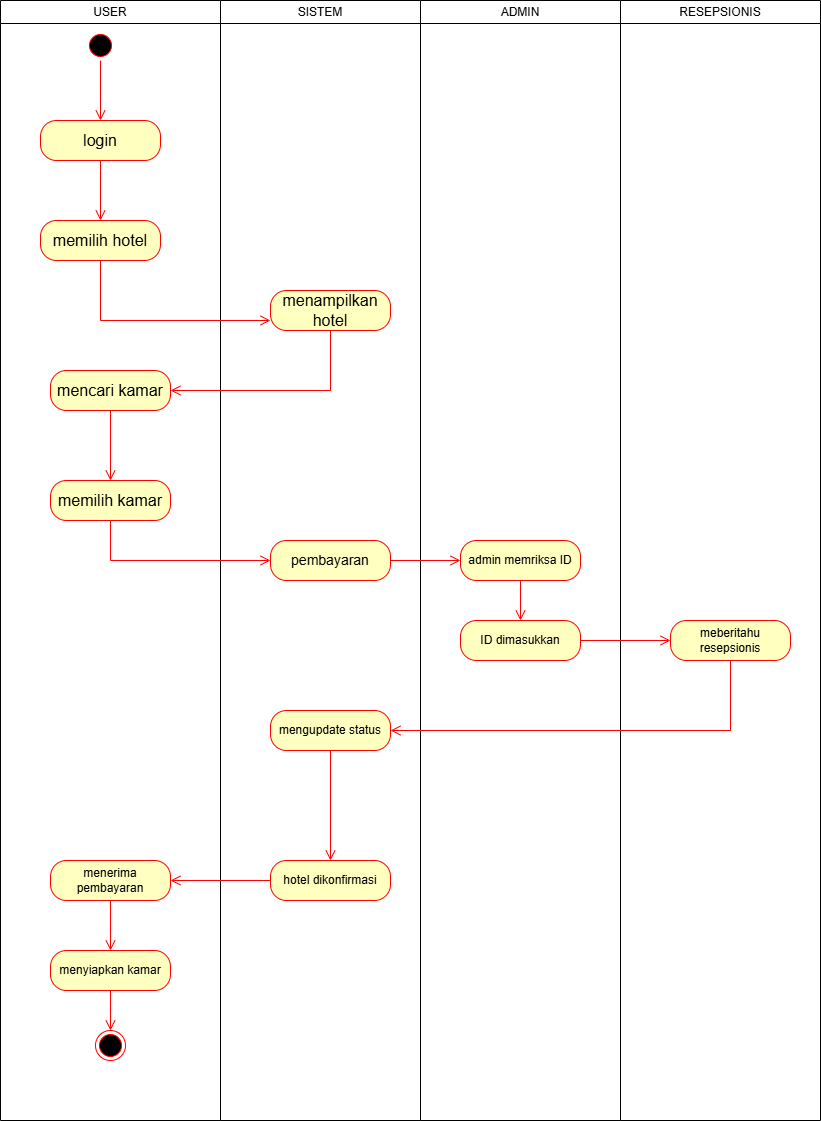 USER
SISTEM
ADMIN
RESEPSIONIS
login
memilih hotel
menampilkan
hotel
mencari kamar
memilih kamar
pembayaran
admin memriksa ID
ID dimasukkan
meberitahu
resepsionis
mengupdate status
hotel dikonfirmasi
menerima
pembayaran
menyiapkan kamar